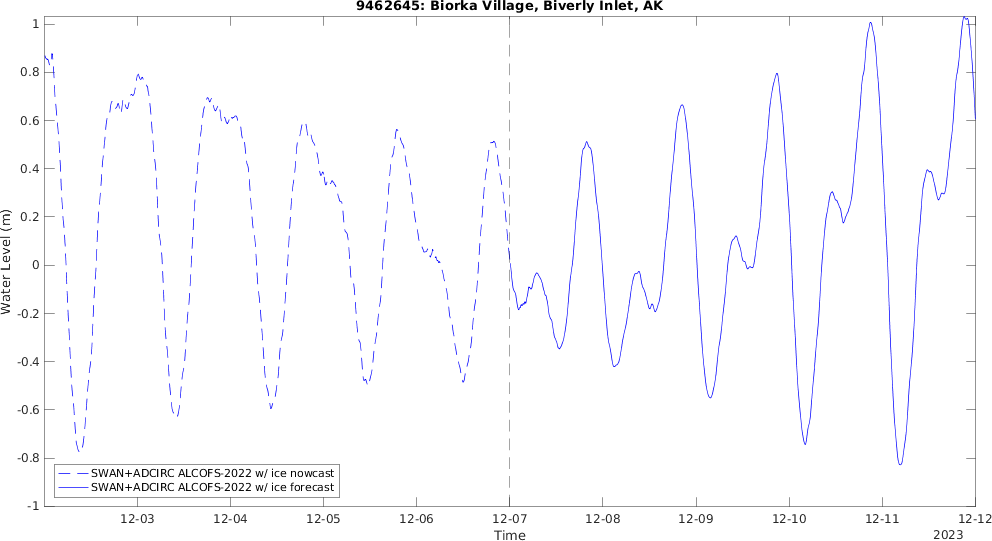 9462645: Biorka Village, Biverly Inlet, AK
Water Level (m)
1
0.8
0.6
0.4
0.2
0
-0.2
-0.4
-0.6
-0.8
-1
SWAN+ADCIRC ALCOFS-2022 w/ ice nowcast
SWAN+ADCIRC ALCOFS-2022 w/ ice forecast
12-03 12-04 12-05 12-06 12-07 12-08 12-09 12-10 12-11 12-12
Time
2023